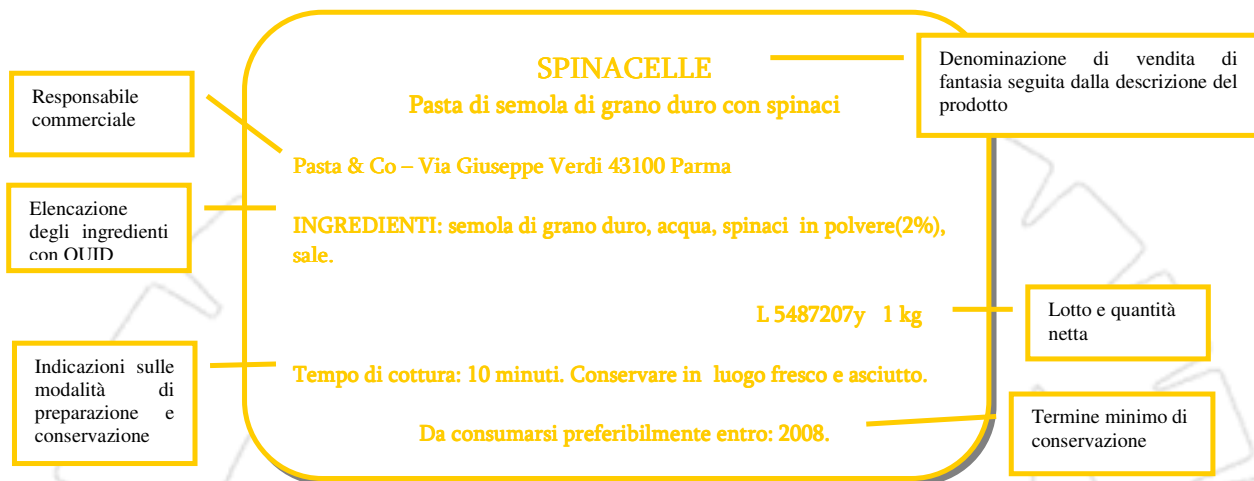 SPINACELLE
Pasta di semola di grano duro con spinaci
Denominazione di vendita di
fantasia seguita dalla descrizione del
prodotto
Responsabile
commerciale
Pasta & Co – Via Giuseppe Verdi 43100 Parma
Elencazione
degli ingredienti
con QUID
INGREDIENTI: semola di grano duro, acqua, spinaci in polvere(2%),
sale.
L 5487207y 1 kg
Lotto e quantità
netta
Indicazioni sulle
modalità di
preparazione e
conservazione
Tempo di cottura: 10 minuti. Conservare in luogo fresco e asciutto.
Da consumarsi preferibilmente entro: 2008.
Termine minimo di
conservazione